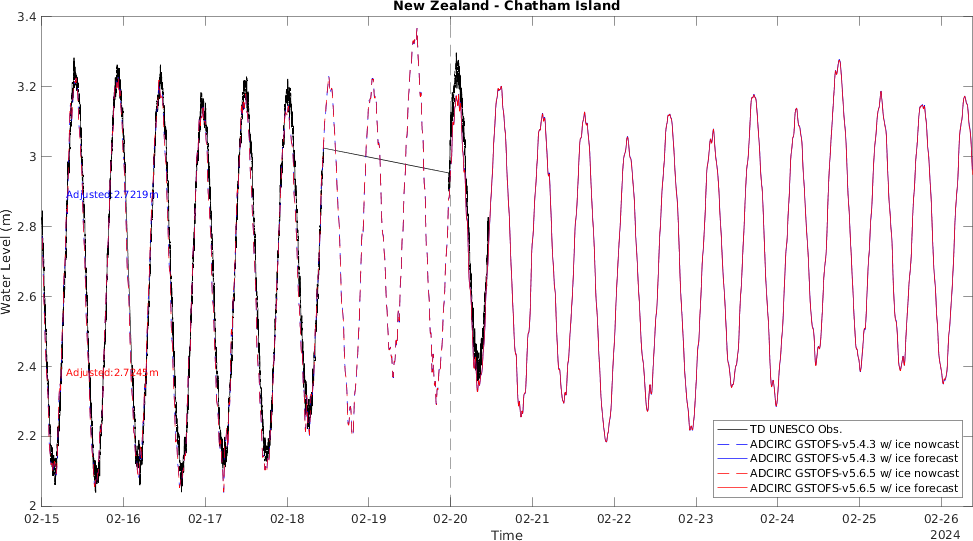 New Zealand - Chatham Island
Water Level (m)
3.4
3.2
3
2.8
2.6
2.4
2.2
2
Adjusted:2.7219m
Adjusted:2.7245m
TD UNESCO Obs.
ADCIRC GSTOFS-v5.4.3 w/ ice nowcast
ADCIRC GSTOFS-v5.4.3 w/ ice forecast
ADCIRC GSTOFS-v5.6.5 w/ ice nowcast
ADCIRC GSTOFS-v5.6.5 w/ ice forecast
02-15 02-16 02-17 02-18 02-19 02-20 02-21 02-22 02-23 02-24 02-25 02-26
Time
2024